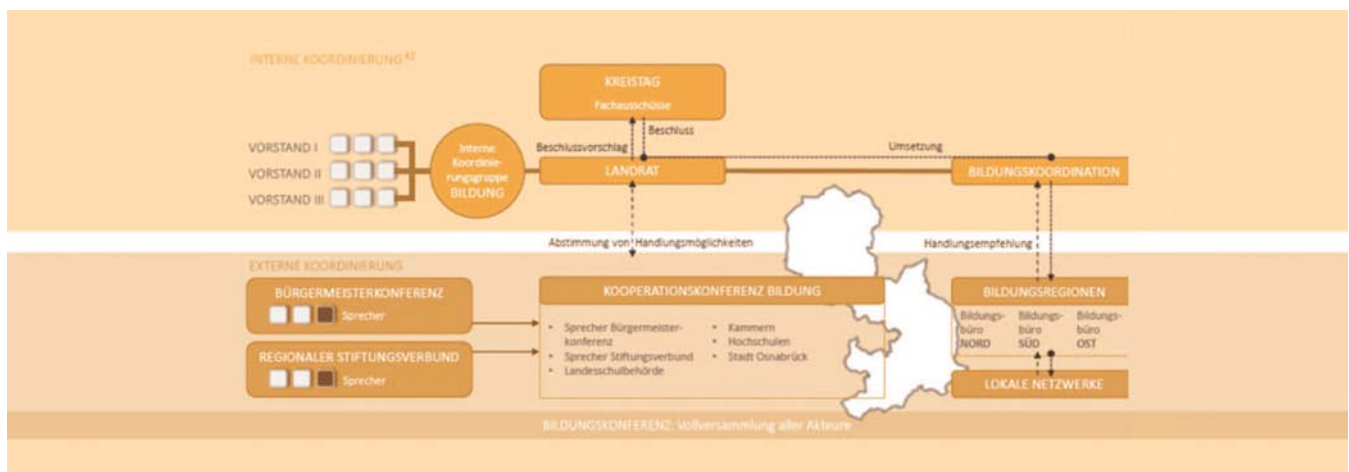 INTERNE KOORDINIERUNG 42
KREISTAG
Fachausschüsse
Beschlussvorschlag
Beschluss
Umsetzung
VORSTAND I
VORSTAND II
VORSTAND III
Interne
Koordinie-
rungsgruppe
BILDUNG
LANDRAT
BILDUNGSKOORDINATION
Abstimmung von Handlungsmöglichkeiten
Handlungsempfehlung
EXTERNE KOORDINIERUNG
BÜRGERMEISTERKONFERENZ
Sprecher
REGIONALER STIFTUNGSVERBUND
Sprecher
KOOPERATIONSKONFERENZ BILDUNG
• Sprecher Bürgermeister-
konferenz
• Sprecher Stiftungsverbund
• Landesschulbehörde
• Kammern
• Hochschulen
• Stadt Osnabrück
BILDUNGSREGIONEN
Bildungs-
büro
NORD
Bildungs-
büro
SÜD
Bildungs-
büro
OST
LOKALE NETZWERKE
BILDUNGSKONFERENZ: Vollversammlung aller Akteure